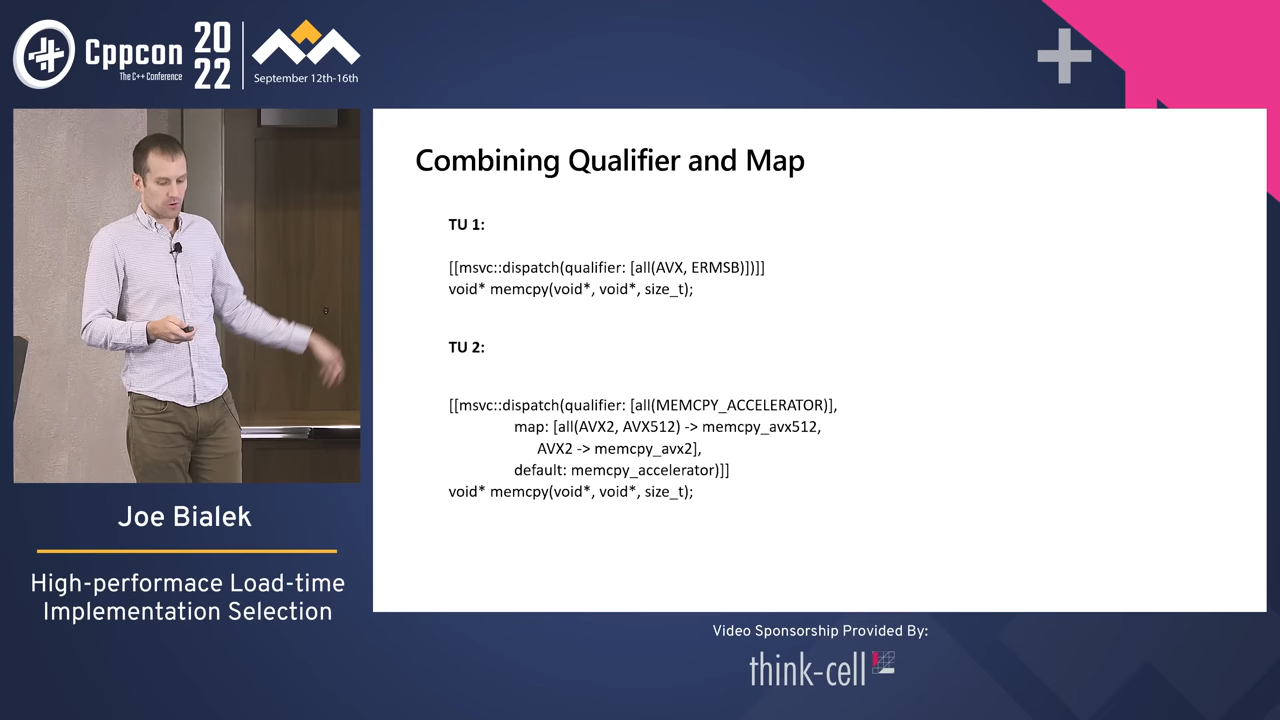 Cppcon
The C++ Conference
20
22
September 12th-16th
Combining Qualifier and Map
TU 1:
[[msvc::dispatch(qualifier: [all(AVX, ERMSB)])]]
void* memcpy(void*, void*, size_t);
TU 2:
[[msvc::dispatch(qualifier: [all(MEMCPY_ACCELERATOR)],
map: [all(AVX2, AVX512) -> memcpy_avx512,
AVX2 -> memcpy_avx2],
default: memcpy_accelerator)]]
void* memcpy(void*, void*, size_t);
Joe Bialek
High-performace Load-time
Implementation Selection
Video Sponsorship Provided By:
think-cell